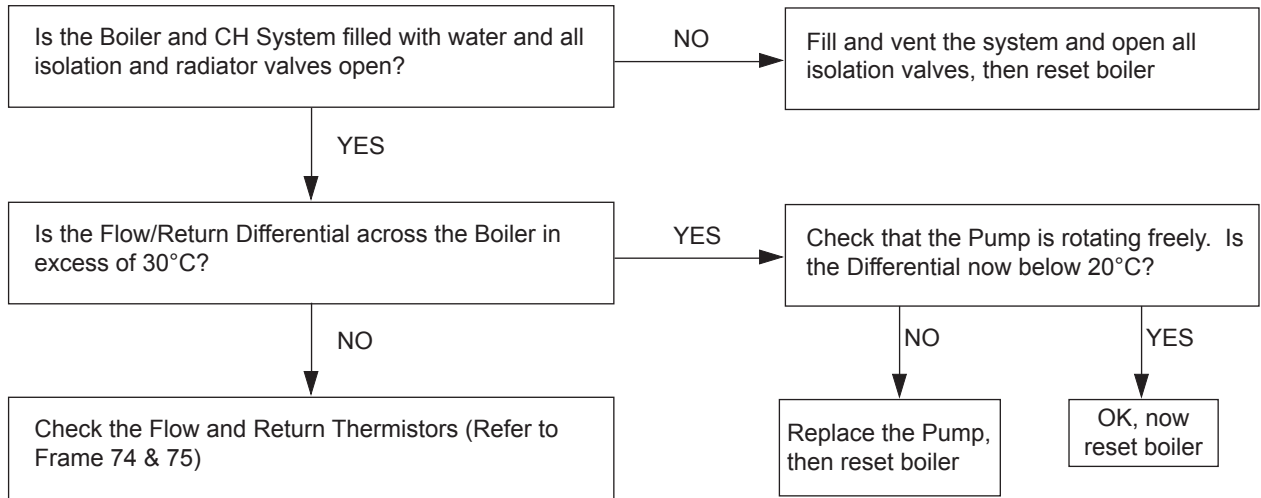 Is the Boiler and CH System filled with water and all
isolation and radiator valves open?
NO
Fill and vent the system and open all
isolation valves, then reset boiler
YES
Is the Flow/Return Differential across the Boiler in
excess of 30°C?
YES
Check that the Pump is rotating freely.  Is
the Differential now below 20°C?
NO
NO
YES
Check the Flow and Return Thermistors (Refer to
Frame 74 & 75)
Replace the Pump,
then reset boiler
OK, now
reset boiler